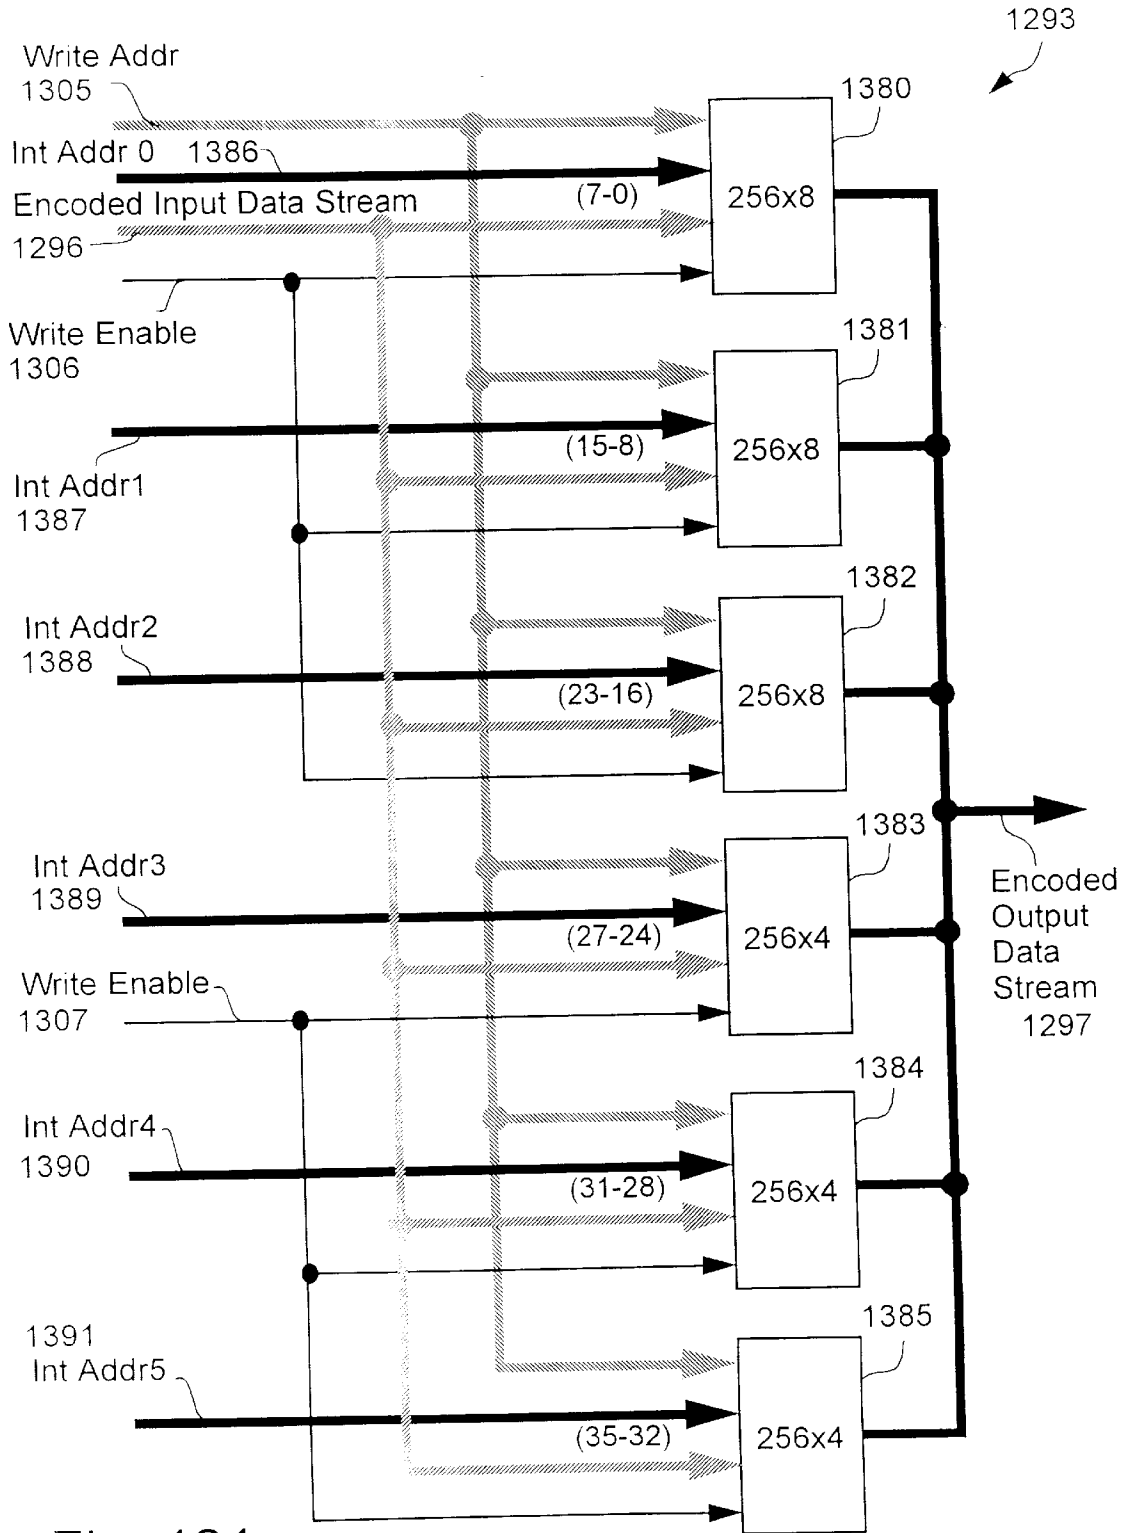 1293
Write Addr
1305
1380
Int Addr 0 1386
(7-0)
256x8
Encoded Input Data Stream
1296
Write Enable
1306
1381
(15-8)
256x8
Int Addr1
1387
1382
Int Addr2
1388
(23-16)
256x8
1383
Int Addr3
1389
(27-24)
256x4
Encoded
Output
Data
Stream
1297
Write Enable
1307
1384
Int Addr4
1390
(31-28)
256x4
1385
1391
Int Addr5
(35-32)
256x4